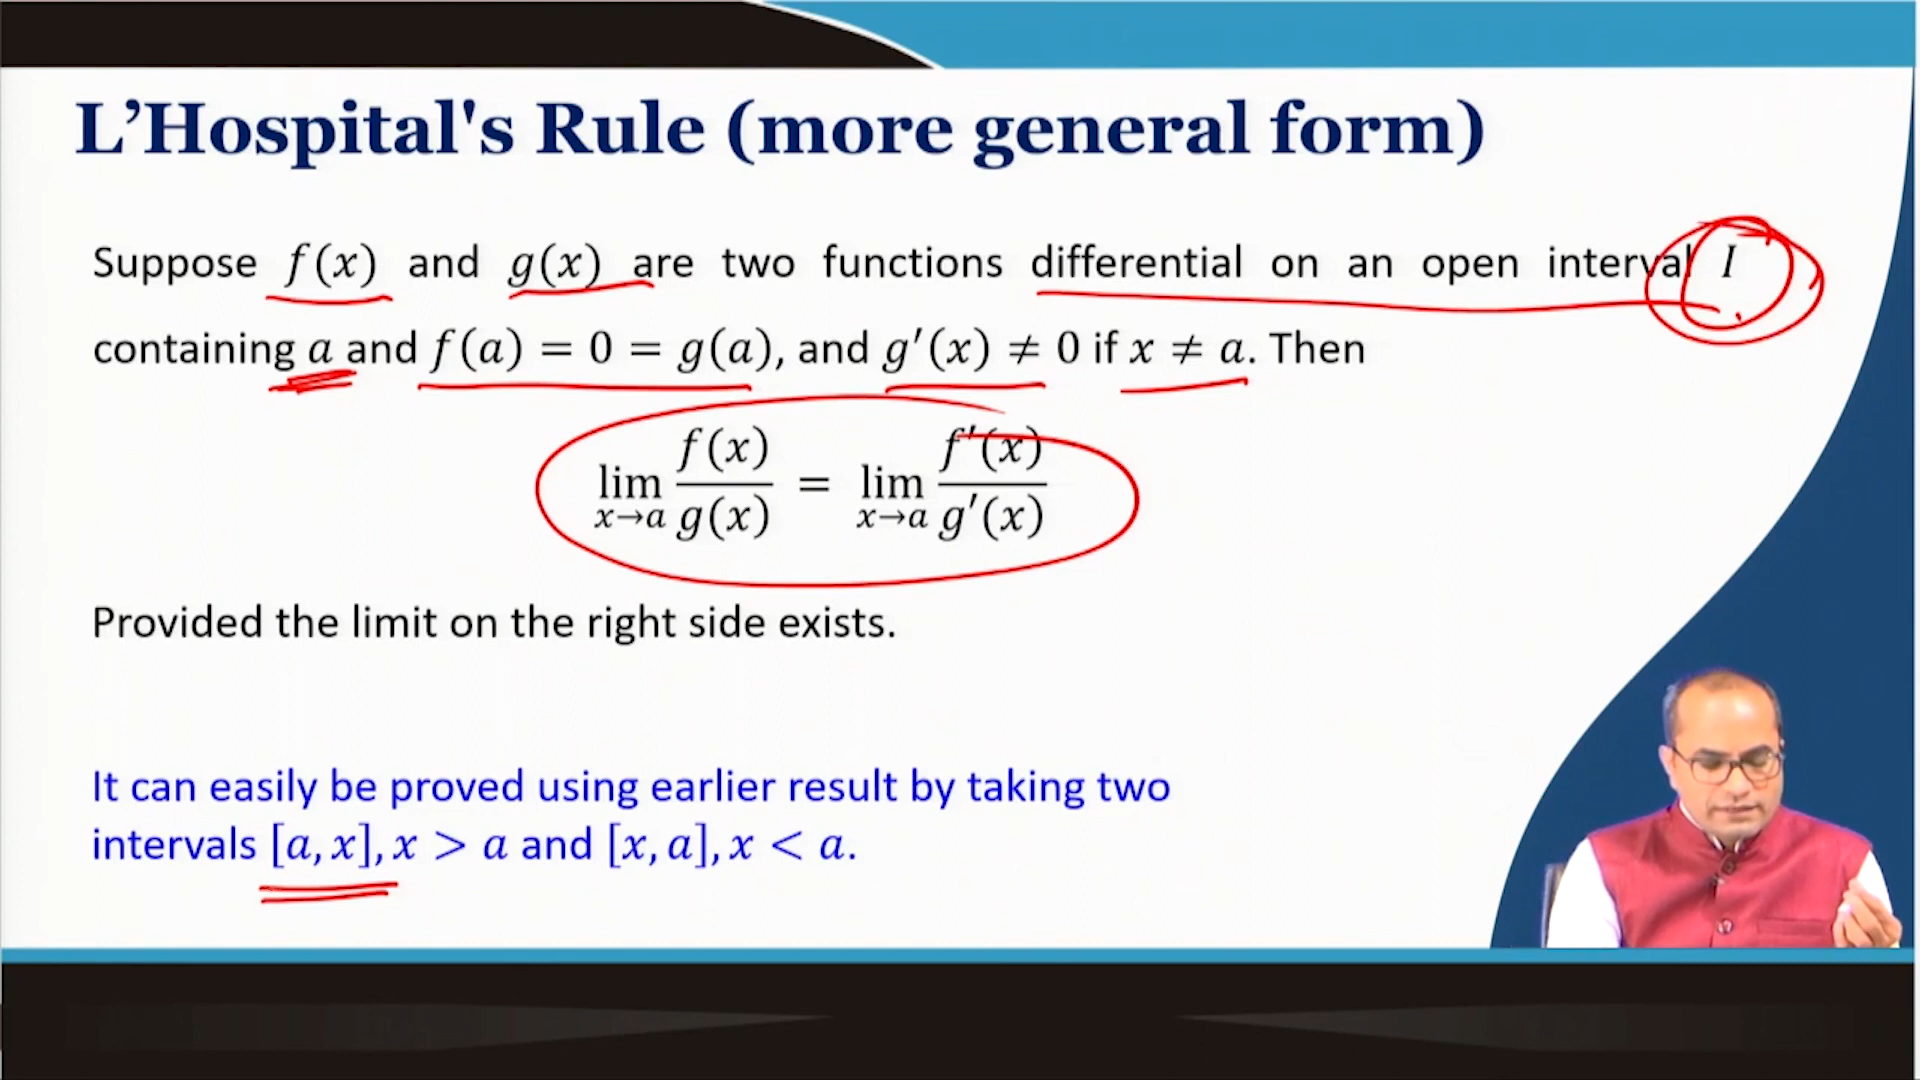 L’Hospital's Rule (more general form)
Suppose f(x) and g(x) are two functions differential on an open interval I
containing a and f(a) = 0 = g(a), and g′(x) ≠ 0 if x ≠ a. Then
lim x→a f(x)/g(x) = lim x→a f′(x)/g′(x)
Provided the limit on the right side exists.
It can easily be proved using earlier result by taking two
intervals [a, x], x > a and [x, a], x < a.